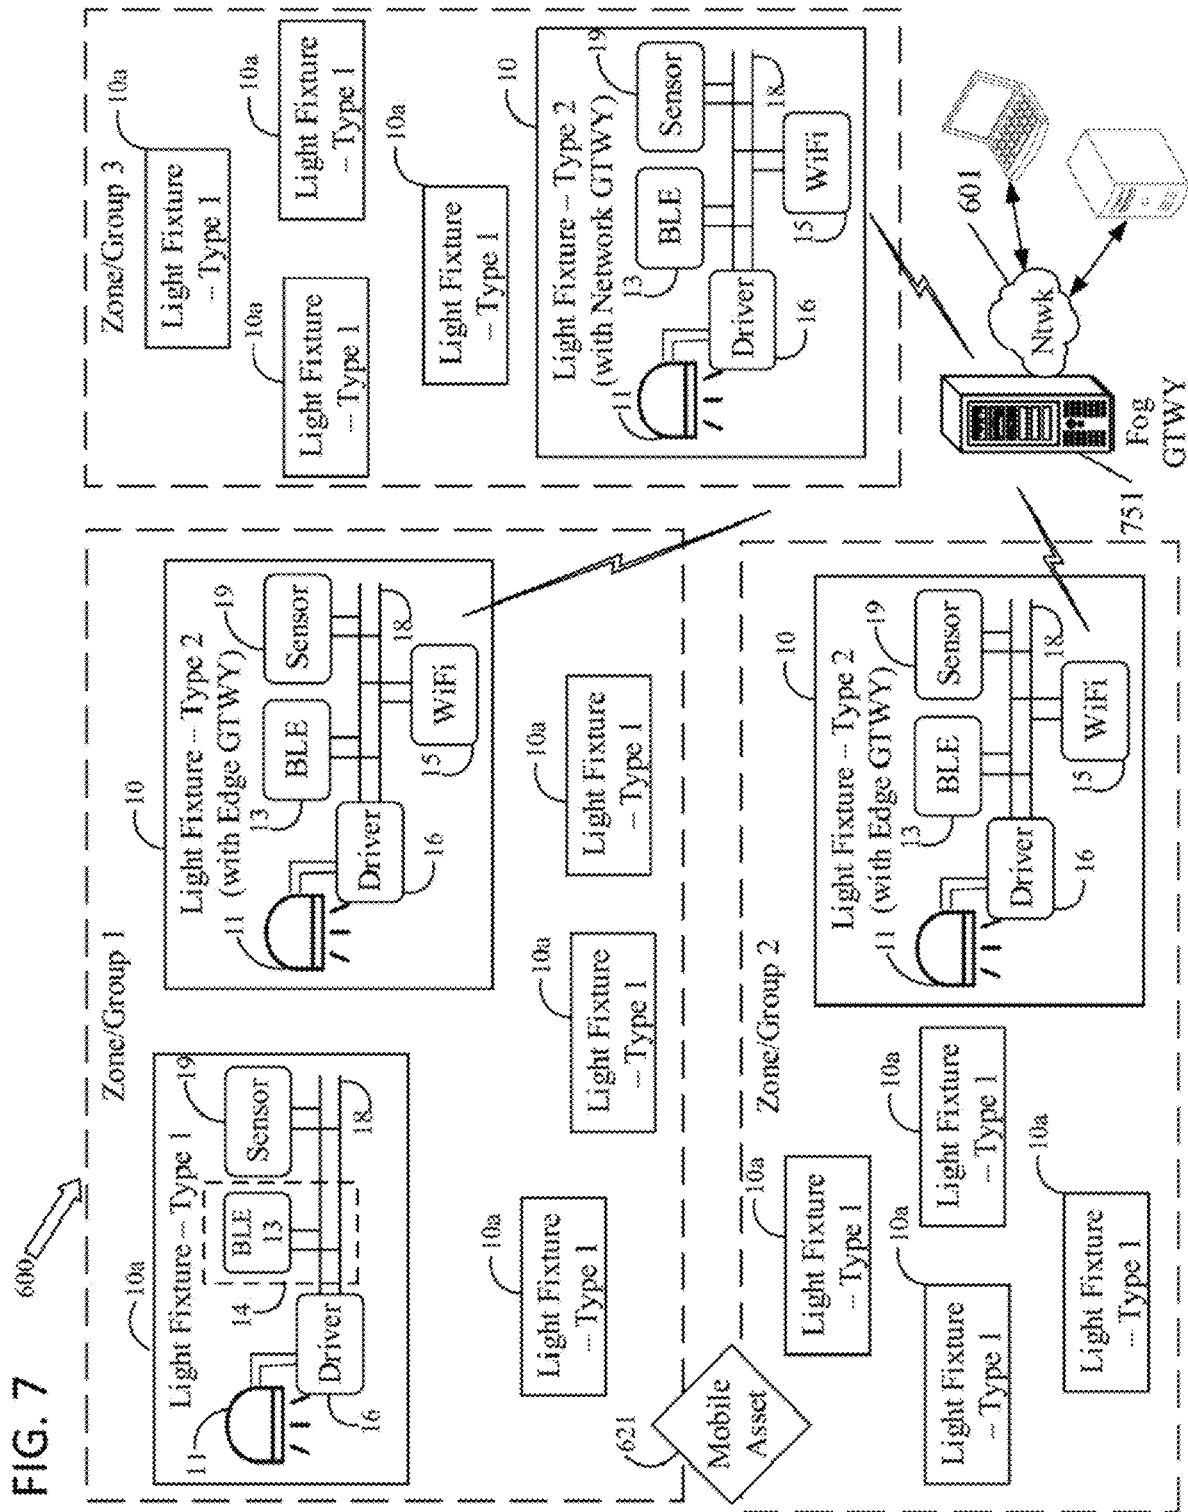 FIG. 7
600
Zone/Group 1
10a
Light Fixture – Type 1
11
14
BLE
13
19
Sensor
Driver
16
18
10
Light Fixture – Type 2
(with Edge GTWY)
11
13
BLE
19
Sensor
Driver
16
15
WiFi
18
10a
Light Fixture
– Type 1
10a
Light Fixture
– Type 1
10a
Light Fixture
– Type 1
621
Mobile
Asset
Zone/Group 2
10a
Light Fixture
– Type 1
10a
Light Fixture
– Type 1
10a
Light Fixture
– Type 1
10a
Light Fixture
– Type 1
10
Light Fixture – Type 2
(with Edge GTWY)
11
13
BLE
19
Sensor
Driver
16
15
WiFi
18
Zone/Group 3
10a
Light Fixture
– Type 1
10a
Light Fixture
– Type 1
10a
Light Fixture
– Type 1
10a
Light Fixture
– Type 1
10
Light Fixture – Type 2
(with Network GTWY)
11
13
BLE
19
Sensor
Driver
16
15
WiFi
18
751
Fog
GTWY
Ntwk
601